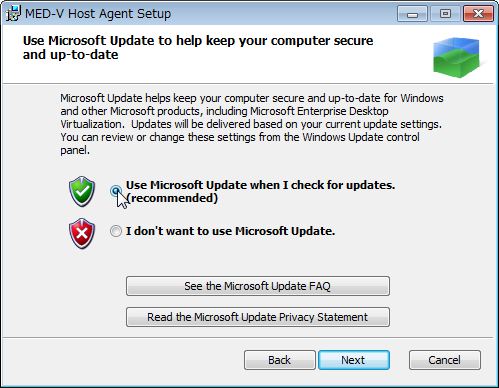 MED-V Host Agent Setup
Use Microsoft Update to help keep your computer secure
and up-to-date
Microsoft Update helps keep your computer secure and up-to-date for Windows
and other Microsoft products, including Microsoft Enterprise Desktop
Virtualization.  Updates will be delivered based on your current update settings.
You can review or change these settings from the Windows Update control
panel.
Use Microsoft Update when I check for updates.
(recommended)
I don't want to use Microsoft Update.
See the Microsoft Update FAQ
Read the Microsoft Update Privacy Statement
Back
Next
Cancel